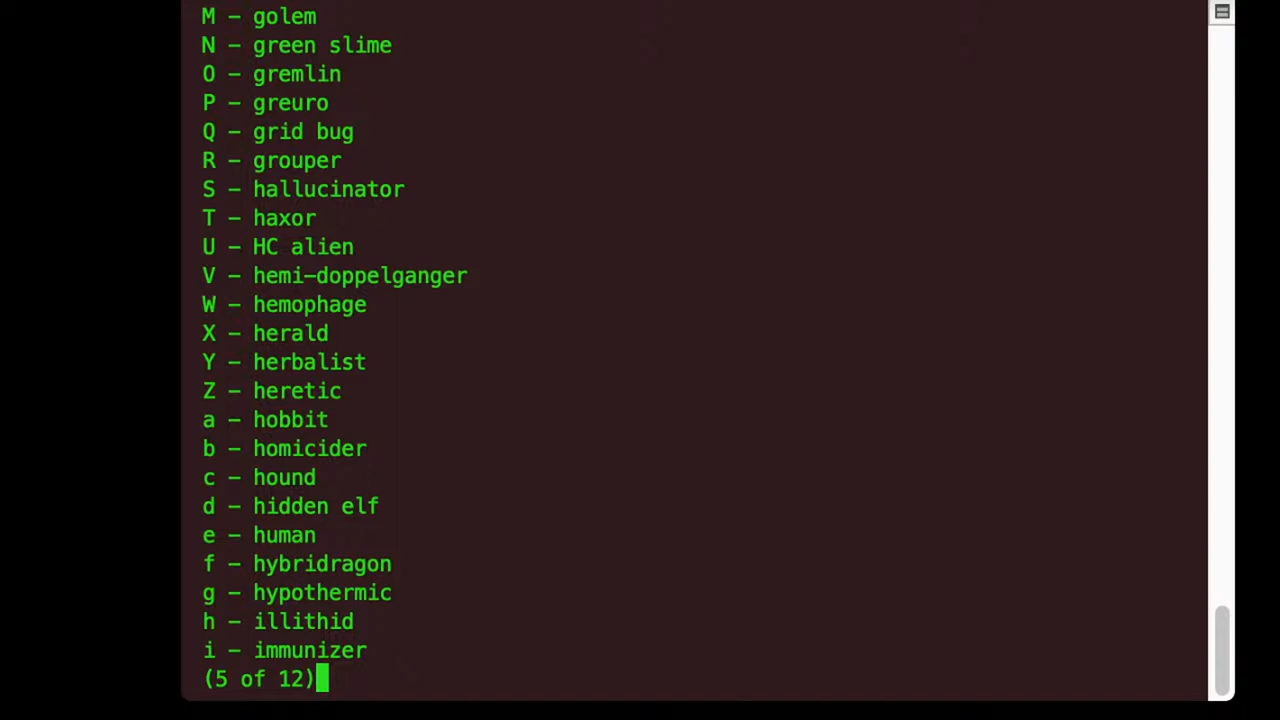 M - golem
N - green slime
O - gremlin
P - greuro
Q - grid bug
R - grouper
S - hallucinator
T - haxor
U - HC alien
V - hemi-doppelganger
W - hemophage
X - herald
Y - herbalist
Z - heretic
a - hobbit
b - homicider
c - hound
d - hidden elf
e - human
f - hybridragon
g - hypothermic
h - illithid
i - immunizer
(5 of 12)